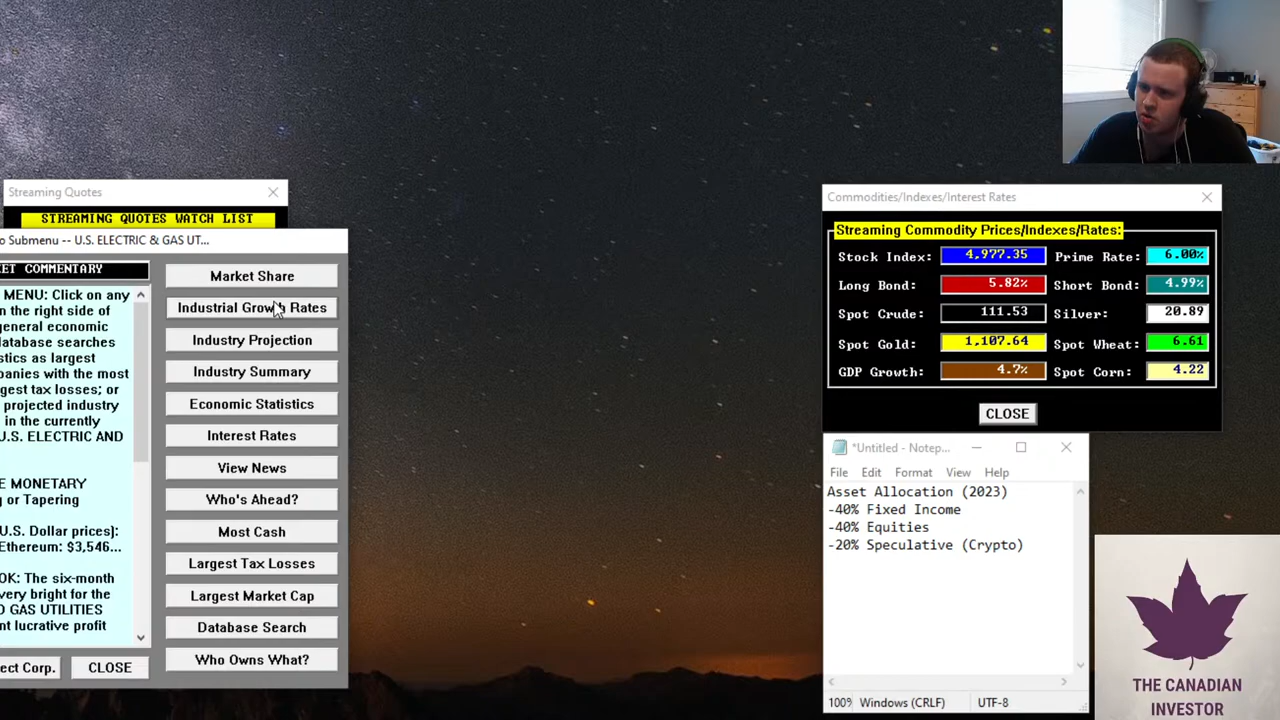 Streaming Quotes
STREAMING QUOTES WATCH LIST
o Submenu -- U.S. ELECTRIC & GAS UT...
ET COMMENTARY
MENU: Click on any
n the right side of
general economic
database searches
stics as largest
panies with the most
gest tax losses; or
projected industry
in the currently
U.S. ELECTRIC AND
E MONETARY
g or Tapering
U.S. Dollar prices]:
Ethereum: $3,546...
OK: The six-month
very bright for the
D GAS UTILITIES
nt lucrative profit
ect Corp.
CLOSE
Market Share
Industrial Growth Rates
Industry Projection
Industry Summary
Economic Statistics
Interest Rates
View News
Who's Ahead?
Most Cash
Largest Tax Losses
Largest Market Cap
Database Search
Who Owns What?
Commodities/Indexes/Interest Rates
Streaming Commodity Prices/Indexes/Rates:
Stock Index: 4,977.35 Prime Rate: 6.00%
Long Bond: 5.82% Short Bond: 4.99%
Spot Crude: 111.53 Silver: 20.89
Spot Gold: 1,107.64 Spot Wheat: 6.61
GDP Growth: 4.7% Spot Corn: 4.22
CLOSE
*Untitled - Notep...
File Edit Format View Help
Asset Allocation (2023)
-40% Fixed Income
-40% Equities
-20% Speculative (Crypto)
100% Windows (CRLF) UTF-8
THE CANADIAN
INVESTOR